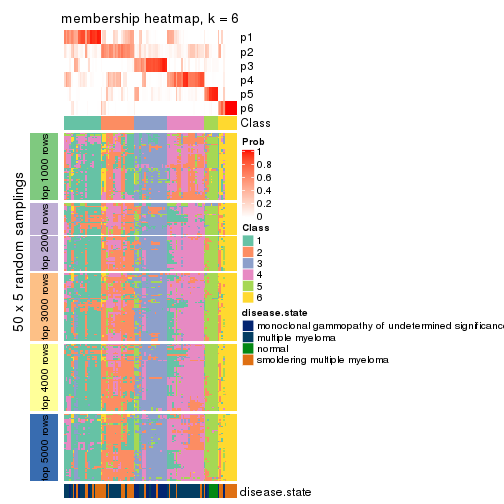 membership heatmap, k = 6
p1
p2
p3
p4
p5
p6
Class
50 x 5 random samplings
top 1000 rows
top 2000 rows
top 3000 rows
top 4000 rows
top 5000 rows
Prob
1
0.8
0.6
0.4
0.2
0
Class
1
2
3
4
5
6
disease.state
monoclonal gammopathy of undetermined significance
multiple myeloma
normal
smoldering multiple myeloma
disease.state